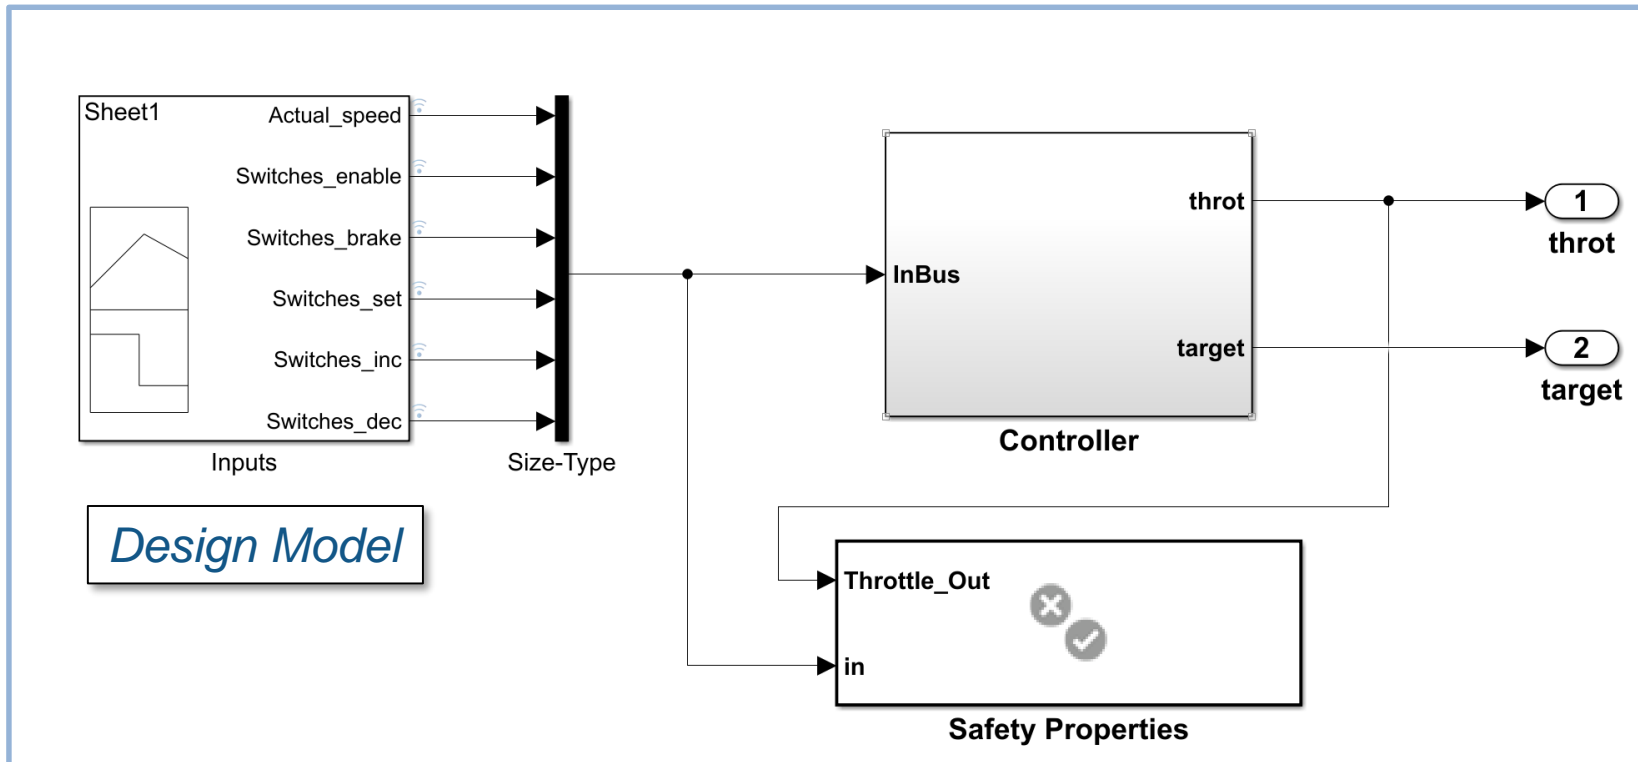 Sheet1
Actual_speed
Switches_enable
Switches_brake
Switches_set
Switches_inc
Switches_dec
Inputs
Size-Type
Design Model
InBus
throt
target
Controller
1
throt
2
target
Throttle_Out
in
Safety Properties